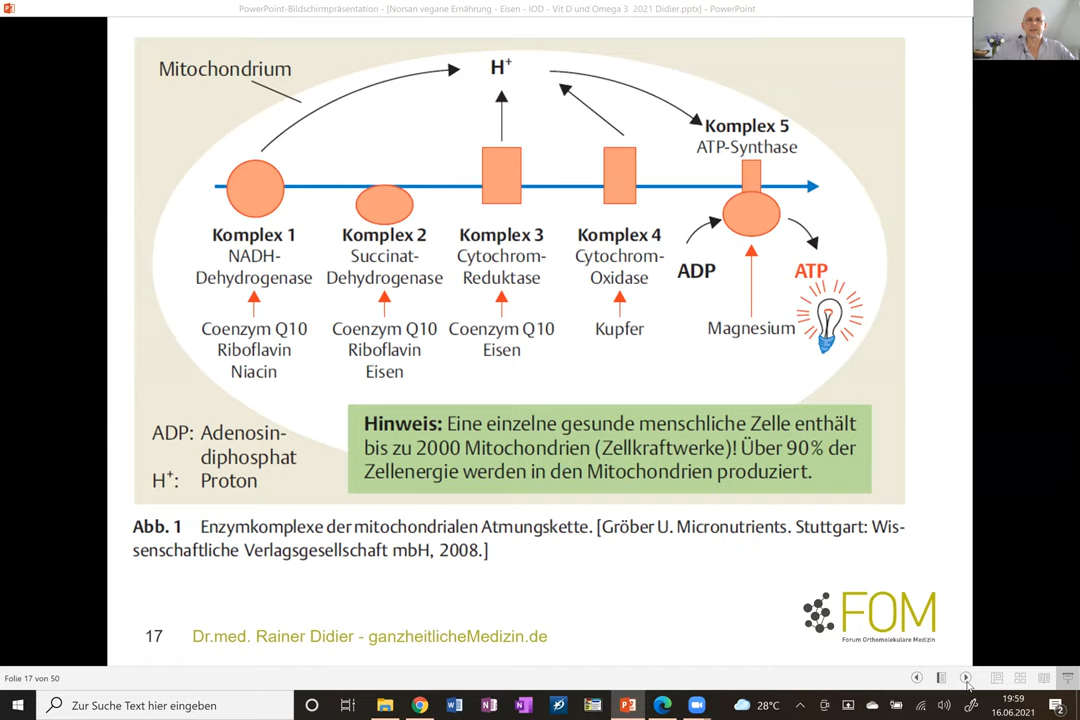 PowerPoint-Bildschirmpräsentation - [Norsan vegane Ernährung - Eisen - IOD - Vit D und Omega 3 2021 Didier.pptx] - PowerPoint
Mitochondrium
H⁺
Komplex 5
ATP-Synthase
Komplex 1
NADH-
Dehydrogenase
Komplex 2
Succinat-
Dehydrogenase
Komplex 3
Cytochrom-
Reduktase
Komplex 4
Cytochrom-
Oxidase
ADP
ATP
Coenzym Q10
Riboflavin
Niacin
Coenzym Q10
Riboflavin
Eisen
Coenzym Q10
Eisen
Kupfer
Magnesium
ADP: Adenosin-
diphosphat
H⁺: Proton
Hinweis: Eine einzelne gesunde menschliche Zelle enthält
bis zu 2000 Mitochondrien (Zellkraftwerke)! Über 90% der
Zellenergie werden in den Mitochondrien produziert.
Abb. 1 Enzymkomplexe der mitochondrialen Atmungskette. [Gröber U. Micronutrients. Stuttgart: Wis-
senschaftliche Verlagsgesellschaft mbH, 2008.]
FOM
Forum Orthomolekulare Medizin
17 Dr.med. Rainer Didier - ganzheitlicheMedizin.de
Folie 17 von 50
Zur Suche Text hier eingeben
28°C
19:59
16.06.2021
2